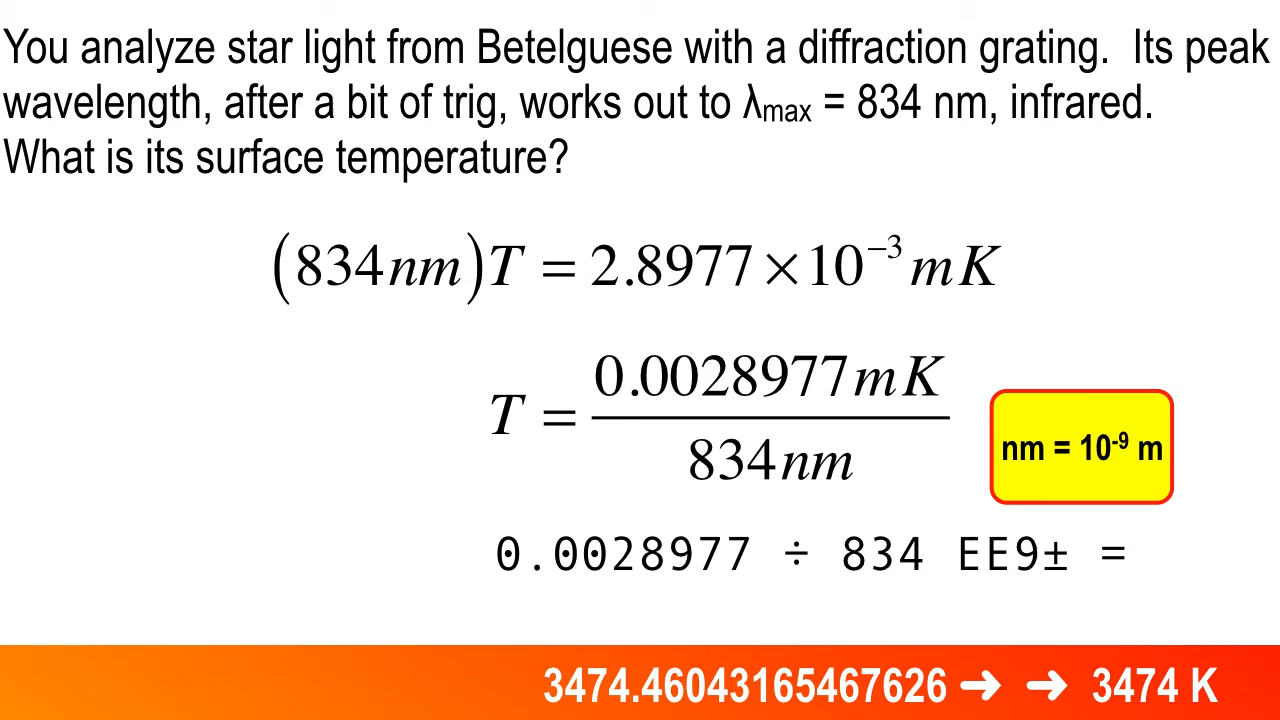 You analyze star light from Betelguese with a diffraction grating.  Its peak
wavelength, after a bit of trig, works out to λmax = 834 nm, infrared.
What is its surface temperature?
(834nm)T = 2.8977×10⁻³ m K
T = 0.0028977 m K / 834nm
nm = 10⁻⁹ m
0.0028977 ÷ 834 EE9± =
3474.46043165467626 ➜ ➜ 3474 K